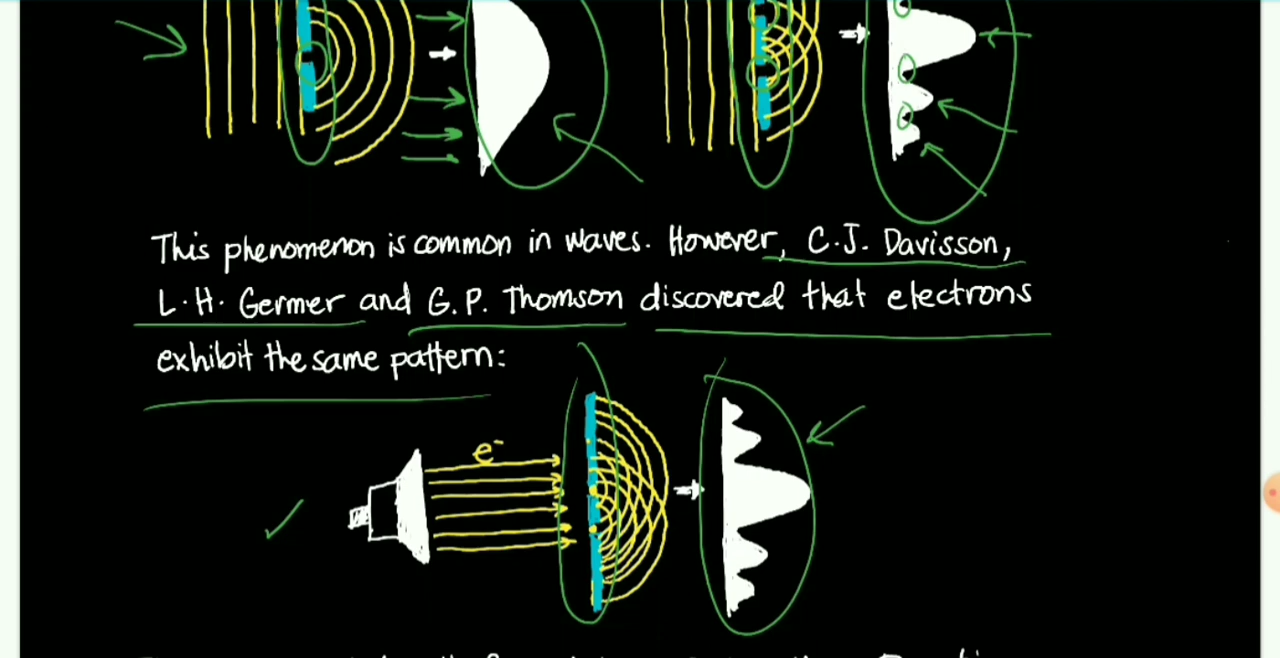 This phenomenon is common in waves. However, C.J. Davisson,
L.H. Germer and G.P. Thomson discovered that electrons
exhibit the same pattern:
e⁻